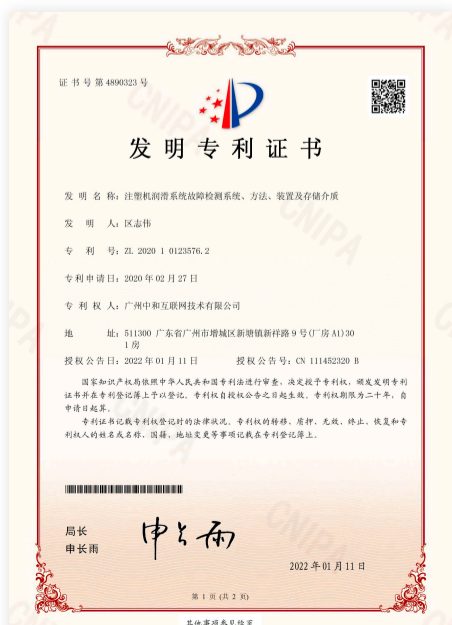 证书号第4890323号
发明专利证书
发明名称：注塑机润滑系统故障检测系统、方法、装置及存储介质
发明人：区志伟
专利号：ZL 2020 1 0123576.2
专利申请日：2020年02月27日
专利权人：广州中和互联网技术有限公司
地址：511300 广东省广州市增城区新塘镇新祥路9号(厂房A1)30
1房
授权公告日：2022年01月11日 授权公告号：CN 111452320 B
国家知识产权局依照中华人民共和国专利法进行审查，决定授予专利权，颁发发明专利
证书并在专利登记簿上予以登记。专利权自授权公告之日起生效。专利权期限为二十年，自
申请日起算。
专利证书记载专利权登记时的法律状况。专利权的转移、质押、无效、终止、恢复和专
利权人的姓名或名称、国籍、地址变更等事项记载在专利登记簿上。
局长
申长雨
申长雨
2022年01月11日
第 1 页 (共 2 页)
其他事项参见续页
CNIPA
CNIPA
CNIPA